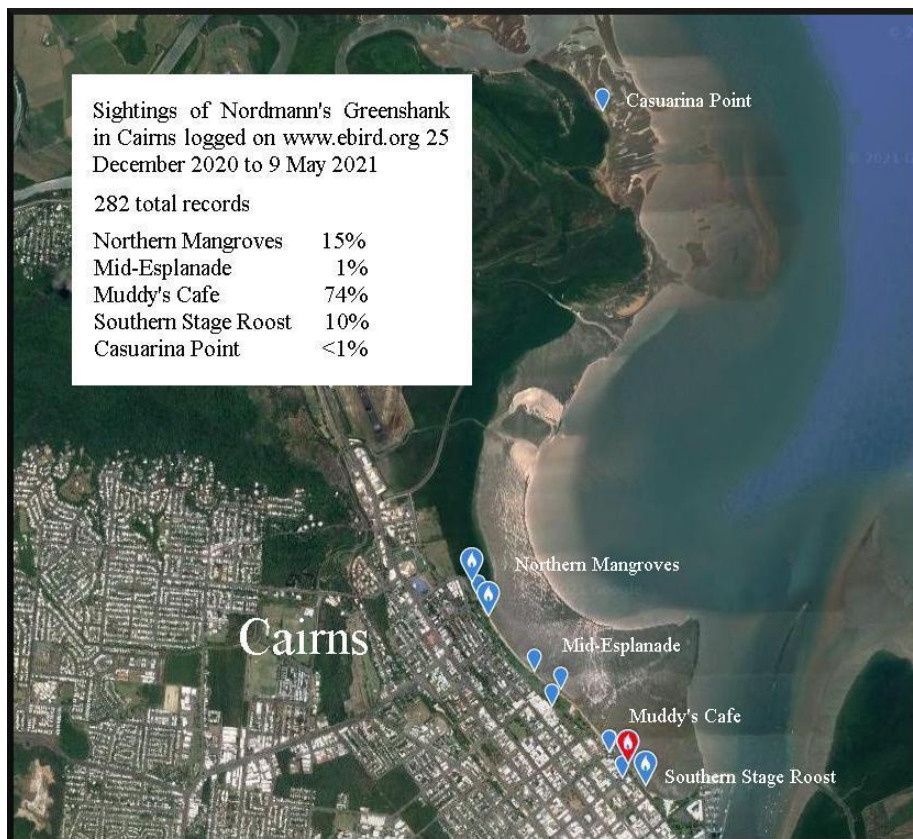 Sightings of Nordmann's Greenshank
in Cairns logged on www.ebird.org 25
December 2020 to 9 May 2021
282 total records
Northern Mangroves 15%
Mid-Esplanade 1%
Muddy's Cafe 74%
Southern Stage Roost 10%
Casuarina Point <1%
Casuarina Point
Northern Mangroves
Cairns
Mid-Esplanade
Muddy's Cafe
Southern Stage Roost